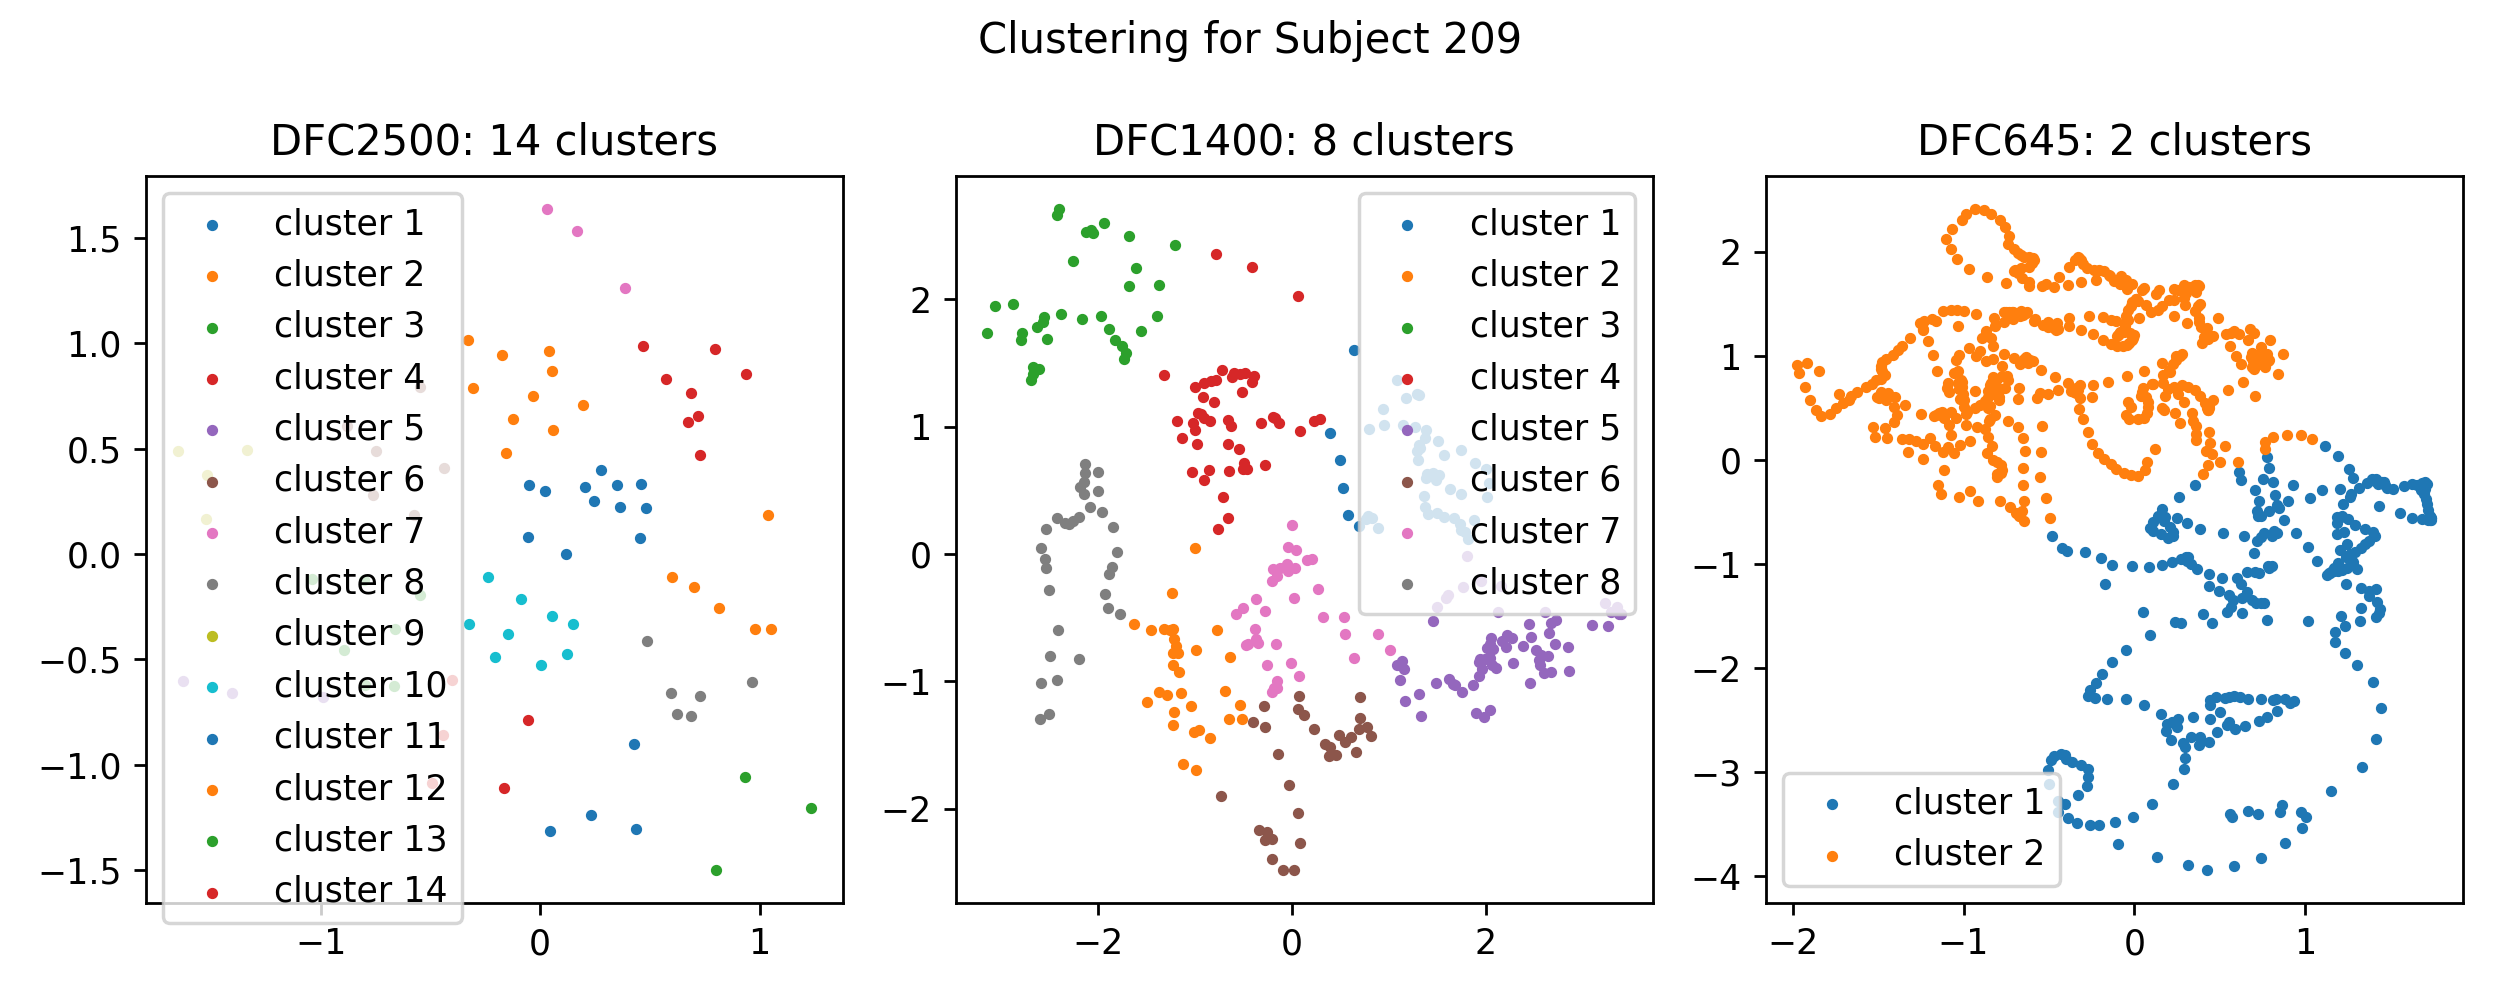 Clustering for Subject 209
DFC2500: 14 clusters
1.5
1.0
0.5
0.0
−0.5
−1.0
−1.5
−1
0
1
cluster 1
cluster 2
cluster 3
cluster 4
cluster 5
cluster 6
cluster 7
cluster 8
cluster 9
cluster 10
cluster 11
cluster 12
cluster 13
cluster 14
DFC1400: 8 clusters
2
1
0
−1
−2
−2
0
2
cluster 1
cluster 2
cluster 3
cluster 4
cluster 5
cluster 6
cluster 7
cluster 8
DFC645: 2 clusters
2
1
0
−1
−2
−3
−4
−2
−1
0
1
cluster 1
cluster 2